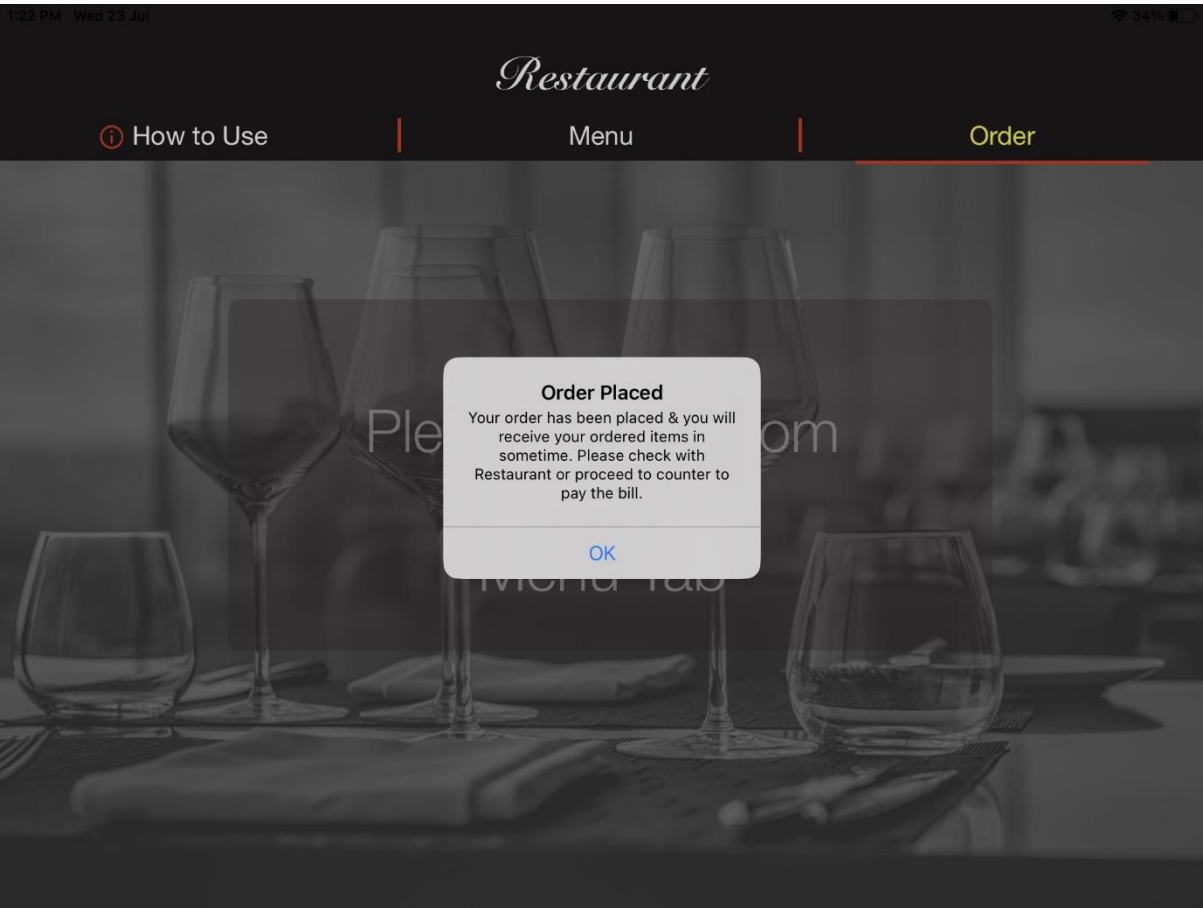 1:22 PM Wed 23 Jul
34%
Restaurant
How to Use
Menu
Order
Order Placed
Your order has been placed & you will
receive your ordered items in
sometime. Please check with
Restaurant or proceed to counter to
pay the bill.
OK
Menu Tab